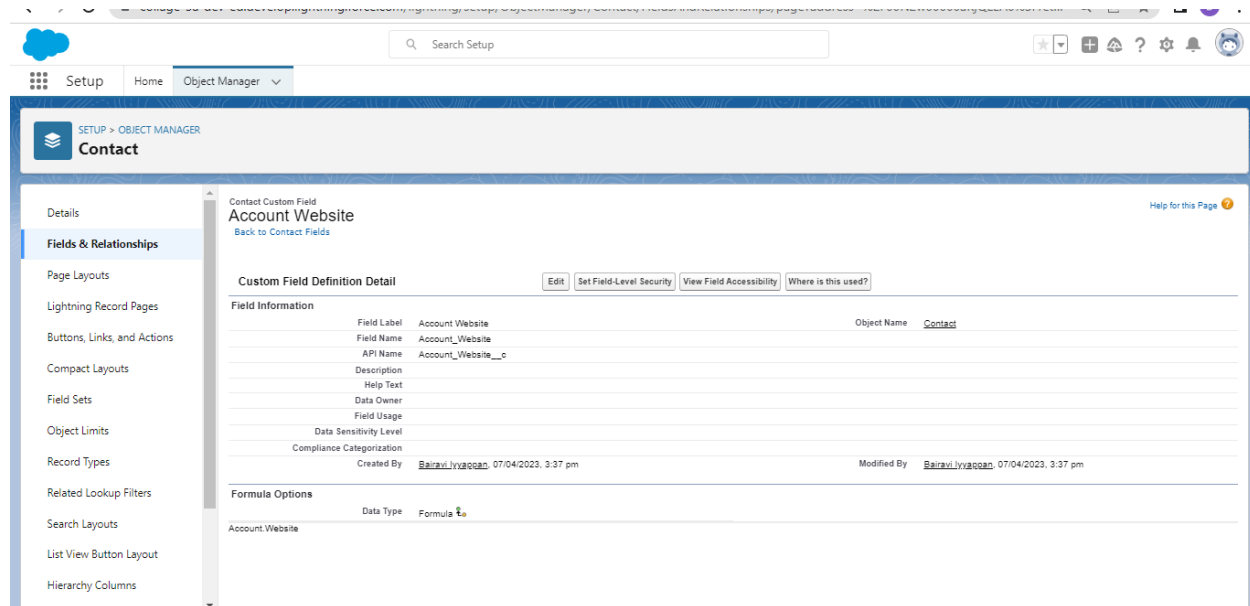 Search Setup
Setup
Home
Object Manager
SETUP > OBJECT MANAGER
Contact
Details
Fields & Relationships
Page Layouts
Lightning Record Pages
Buttons, Links, and Actions
Compact Layouts
Field Sets
Object Limits
Record Types
Related Lookup Filters
Search Layouts
List View Button Layout
Hierarchy Columns
Contact Custom Field
Account Website
Back to Contact Fields
Help for this Page ?
Custom Field Definition Detail
Edit
Set Field-Level Security
View Field Accessibility
Where is this used?
Field Information
Field Label Account Website
Object Name Contact
Field Name Account_Website
API Name Account_Website__c
Description
Help Text
Data Owner
Field Usage
Data Sensitivity Level
Compliance Categorization
Created By Bairavi Iyyappan, 07/04/2023, 3:37 pm
Modified By Bairavi Iyyappan, 07/04/2023, 3:37 pm
Formula Options
Data Type Formula
Account.Website